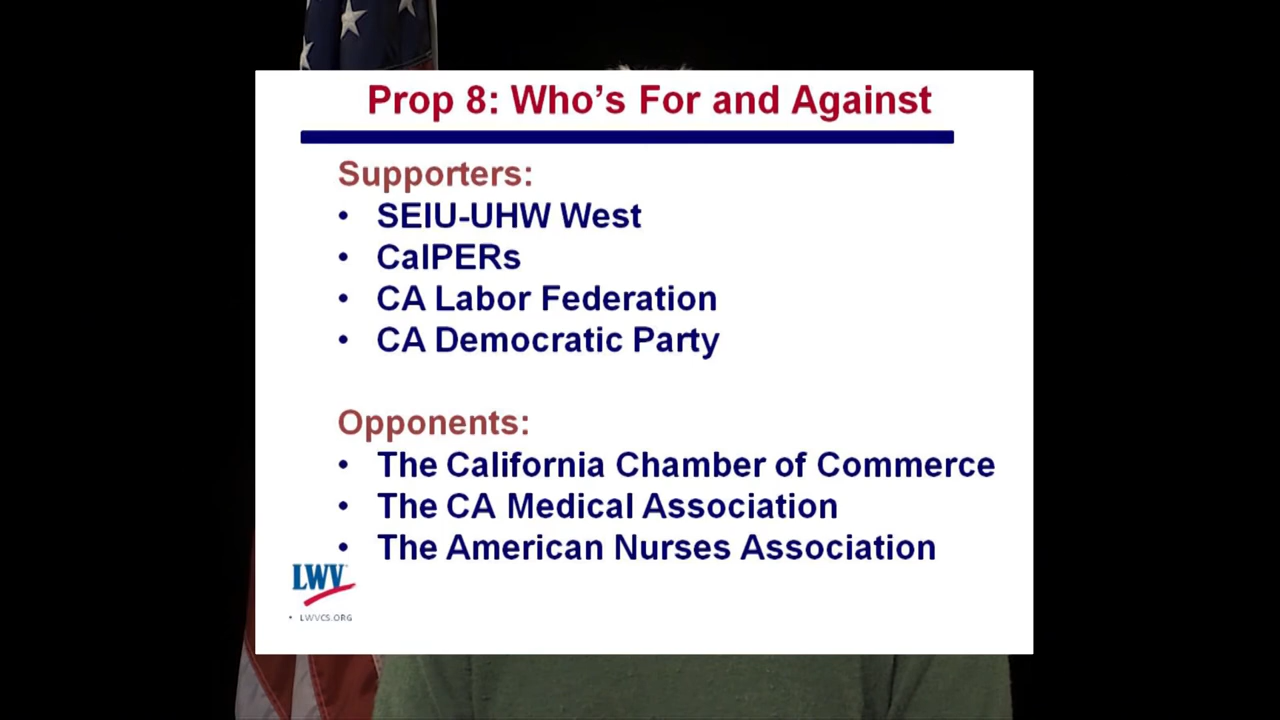 Prop 8: Who's For and Against
Supporters:
• SEIU-UHW West
• CalPERs
• CA Labor Federation
• CA Democratic Party
Opponents:
• The California Chamber of Commerce
• The CA Medical Association
• The American Nurses Association
LWV
• LWVCS.ORG